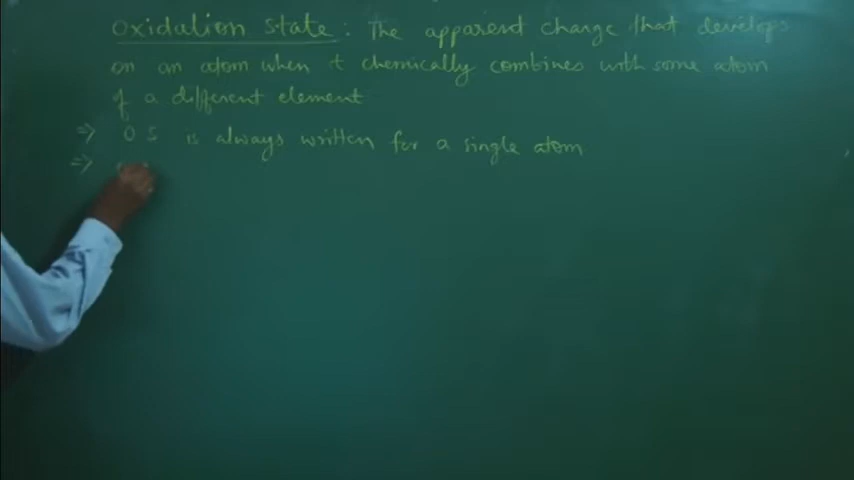 Oxidation state : The apparent charge that develops
on an atom when it chemically combines with some atom
of a different element
⇒ O S is always written for a single atom
⇒